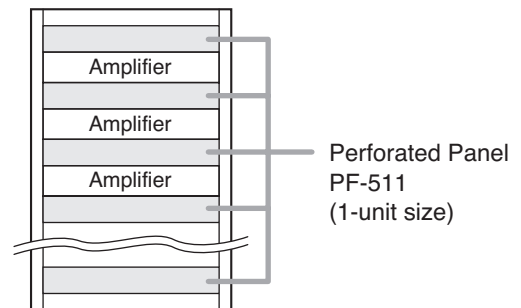 Amplifier
Amplifier
Amplifier
Perforated Panel
PF-511
(1-unit size)